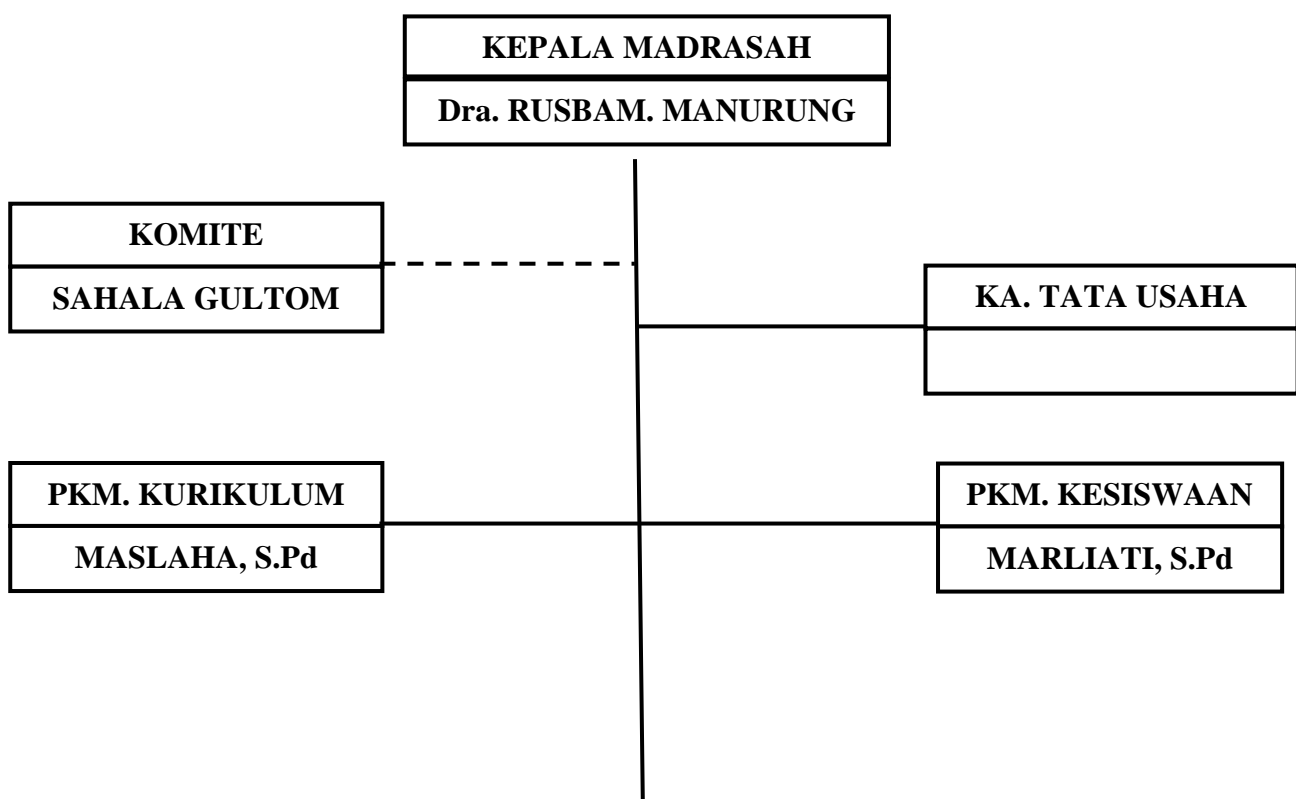 KEPALA MADRASAH
Dra. RUSBAM. MANURUNG
KOMITE
SAHALA GULTOM
KA. TATA USAHA
PKM. KURIKULUM
MASLAHA, S.Pd
PKM. KESISWAAN
MARLIATI, S.Pd